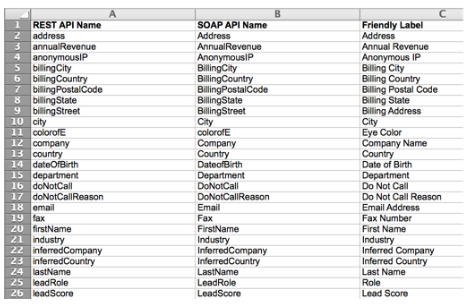 A B C
1 REST API Name SOAP API Name Friendly Label
2 address Address Address
3 annualRevenue AnnualRevenue Annual Revenue
4 anonymousIP AnonymousIP Anonymous IP
5 billingCity BillingCity Billing City
6 billingCountry BillingCountry Billing Country
7 billingPostalCode BillingPostalCode Billing Postal Code
8 billingState BillingState Billing State
9 billingStreet BillingStreet Billing Address
10 city City City
11 colorofE colorofE Eye Color
12 company Company Company Name
13 country Country Country
14 dateOfBirth DateofBirth Date of Birth
15 department Department Department
16 doNotCall DoNotCall Do Not Call
17 doNotCallReason DoNotCallReason Do Not Call Reason
18 email Email Email Address
19 fax Fax Fax Number
20 firstName FirstName First Name
21 industry Industry Industry
22 inferredCompany InferredCompany Inferred Company
23 inferredCountry InferredCountry Inferred Country
24 lastName LastName Last Name
25 leadRole LeadRole Role
26 leadScore LeadScore Lead Score